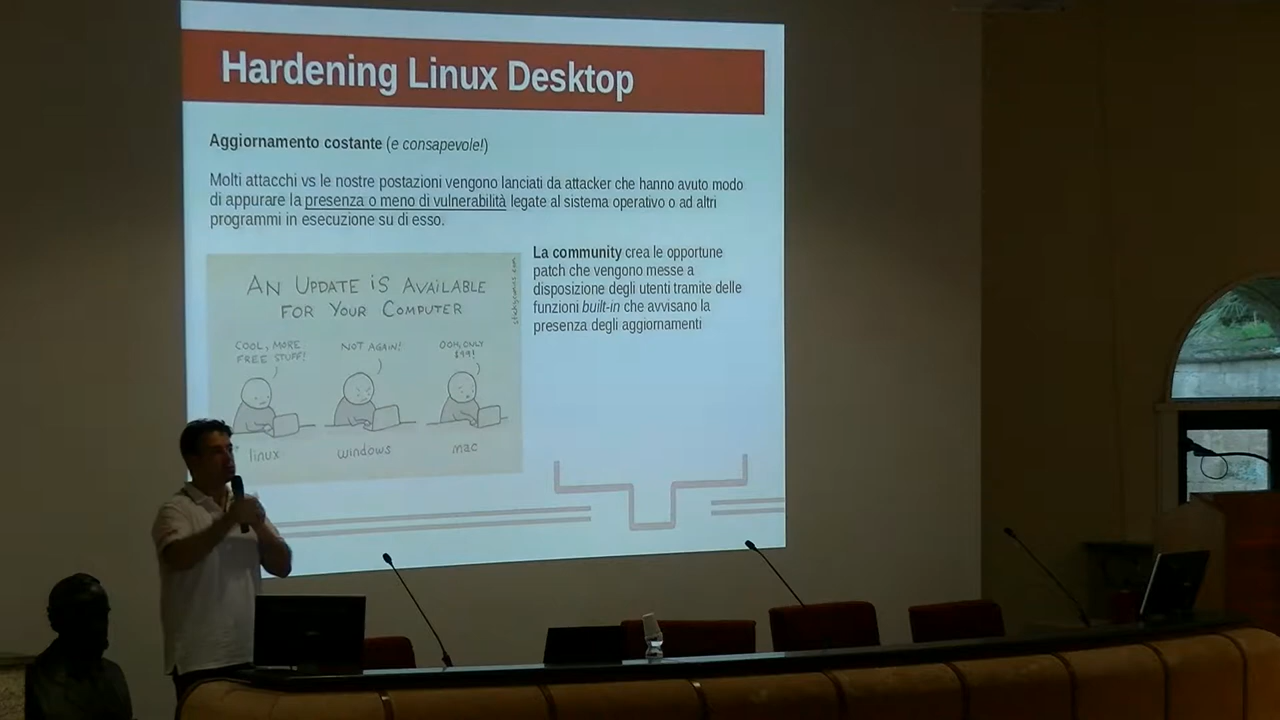 Hardening Linux Desktop
Aggiornamento costante (e consapevole!)
Molti attacchi vs le nostre postazioni vengono lanciati da attacker che hanno avuto modo
di appurare la presenza o meno di vulnerabilità legate al sistema operativo o ad altri
programmi in esecuzione su di esso.
La community crea le opportune
patch che vengono messe a
disposizione degli utenti tramite delle
funzioni built-in che avvisano la
presenza degli aggiornamenti
AN UPDATE IS AVAILABLE
FOR YOUR COMPUTER
COOL, MORE
FREE STUFF!
NOT AGAIN!
OOH, ONLY
$99!
linux
windows
mac